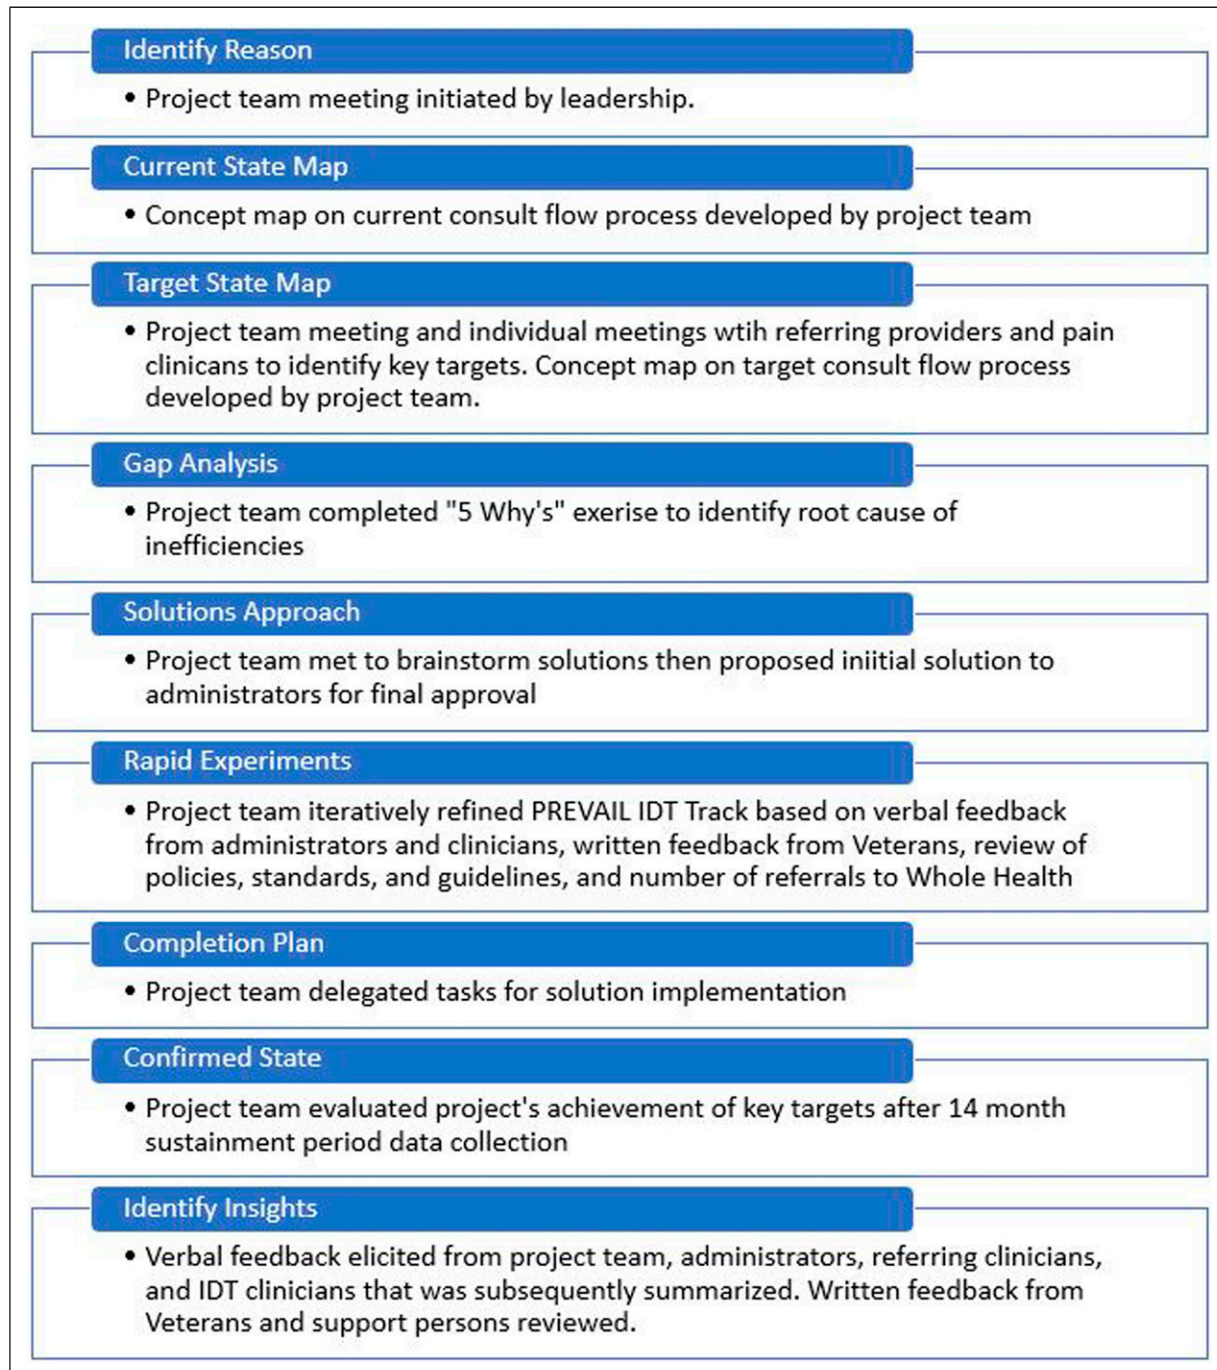 Identify Reason
• Project team meeting initiated by leadership.
Current State Map
• Concept map on current consult flow process developed by project team
Target State Map
• Project team meeting and individual meetings wtih referring providers and pain
clinicans to identify key targets. Concept map on target consult flow process
developed by project team.
Gap Analysis
• Project team completed "5 Why's" exerise to identify root cause of
inefficiencies
Solutions Approach
• Project team met to brainstorm solutions then proposed iniitial solution to
administrators for final approval
Rapid Experiments
• Project team iteratively refined PREVAIL IDT Track based on verbal feedback
from administrators and clinicians, written feedback from Veterans, review of
policies, standards, and guidelines, and number of referrals to Whole Health
Completion Plan
• Project team delegated tasks for solution implementation
Confirmed State
• Project team evaluated project's achievement of key targets after 14 month
sustainment period data collection
Identify Insights
• Verbal feedback elicited from project team, administrators, referring clinicians,
and IDT clinicians that was subsequently summarized. Written feedback from
Veterans and support persons reviewed.